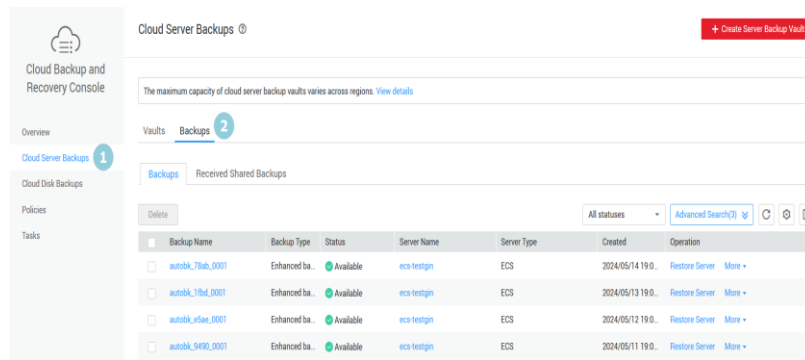 Cloud Server Backups
+ Create Server Backup Vault
Cloud Backup and
Recovery Console
The maximum capacity of cloud server backup vaults varies across regions. View details
Overview
Cloud Server Backups 1
Cloud Disk Backups
Policies
Tasks
Vaults Backups 2
Backups Received Shared Backups
Delete All statuses Advanced Search(3)
Backup Name Backup Type Status Server Name Server Type Created Operation
autobk_78ab_0001 Enhanced ba... Available ecs-testgin ECS 2024/05/14 19:0... Restore Server More
autobk_1fbd_0001 Enhanced ba... Available ecs-testgin ECS 2024/05/13 19:0... Restore Server More
autobk_e5ae_0001 Enhanced ba... Available ecs-testgin ECS 2024/05/12 19:0... Restore Server More
autobk_9490_0001 Enhanced ba... Available ecs-testgin ECS 2024/05/11 19:0... Restore Server More